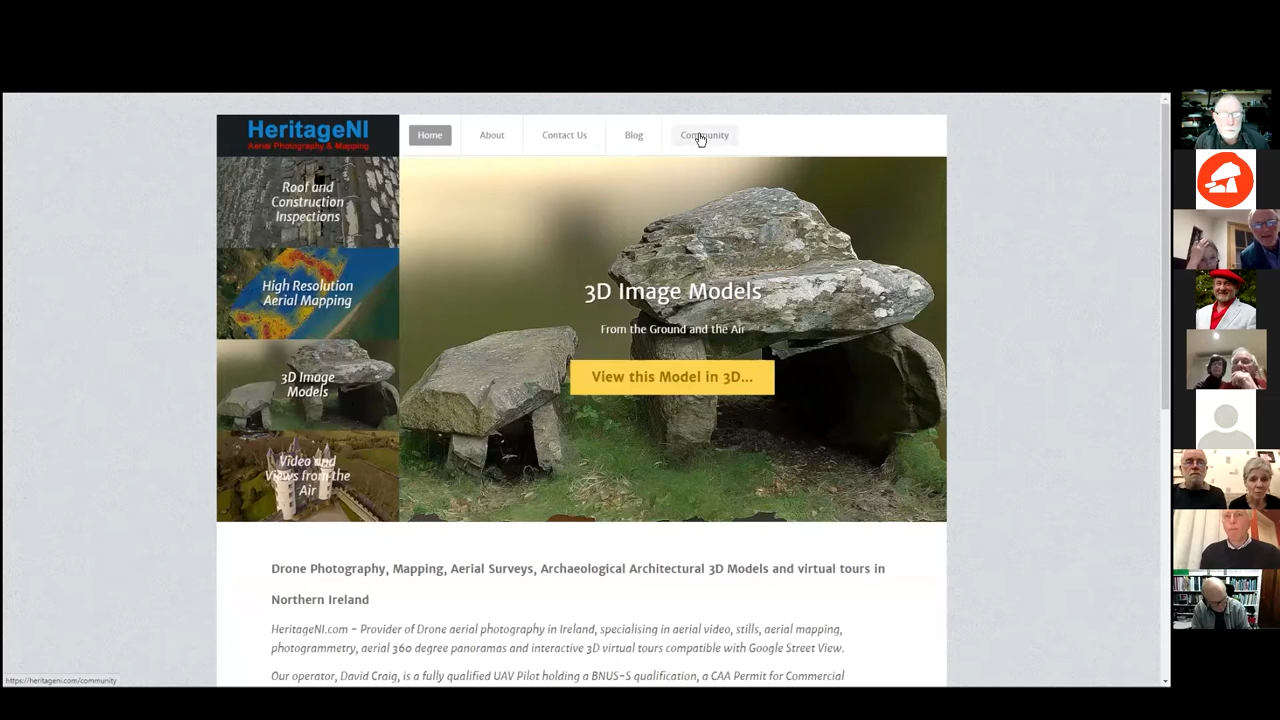 HeritageNI
Aerial Photography & Mapping
Home
About
Contact Us
Blog
Community
Roof and
Construction
Inspections
High Resolution
Aerial Mapping
3D Image
Models
Video and
Views from the
Air
3D Image Models
From the Ground and the Air
View this Model in 3D...
Drone Photography, Mapping, Aerial Surveys, Archaeological Architectural 3D Models and virtual tours in
Northern Ireland
HeritageNI.com - Provider of Drone aerial photography in Ireland, specialising in aerial video, stills, aerial mapping,
photogrammetry, aerial 360 degree panoramas and interactive 3D virtual tours compatible with Google Street View.
Our operator, David Craig, is a fully qualified UAV Pilot holding a BNUS-S qualification, a CAA Permit for Commercial
https://heritageni.com/community